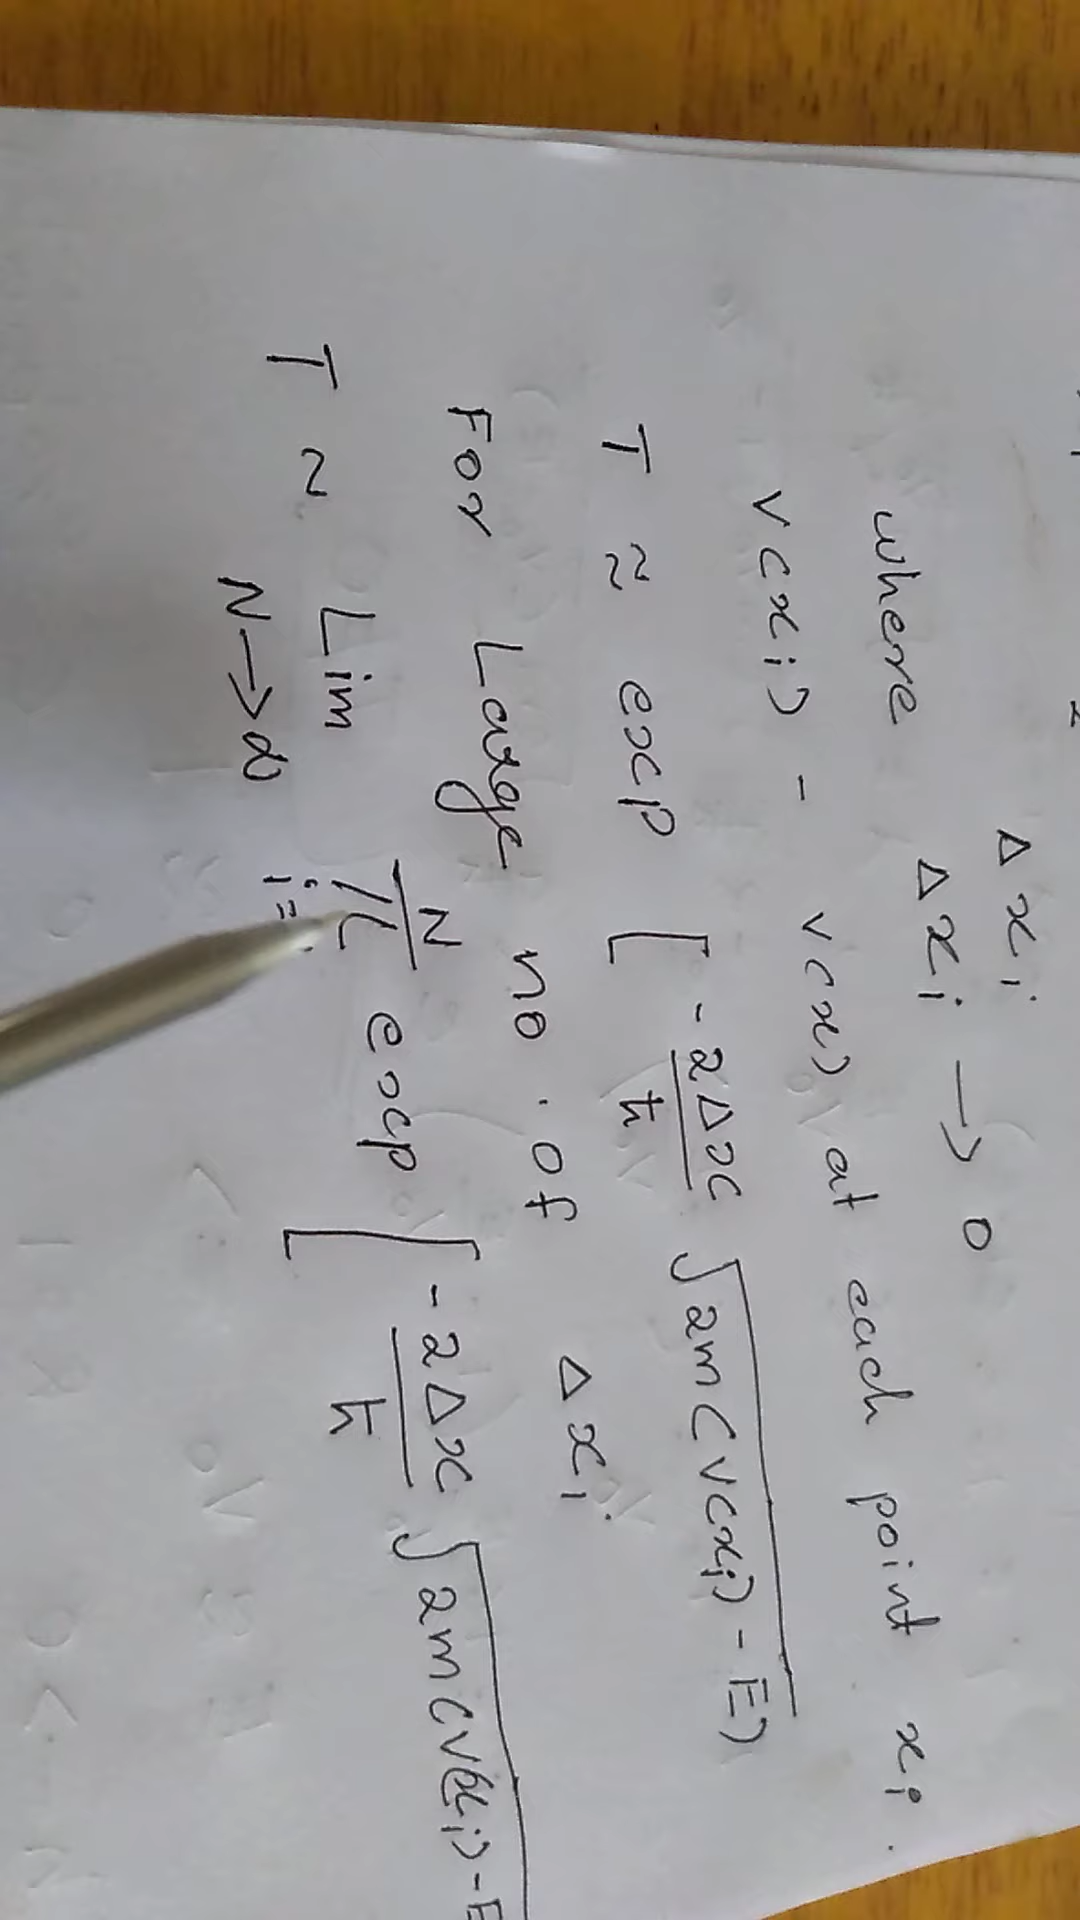 Δxᵢ
where Δxᵢ → 0
V(xᵢ) - V(x) at each point xᵢ.
T ≈ exp [ -2Δx/ħ √2m(V(xᵢ) - E)
For Large no. of Δxᵢ.
T ~ Lim N→∞ π N i= exp [ -2Δx/ħ √2m(V(xᵢ) - E